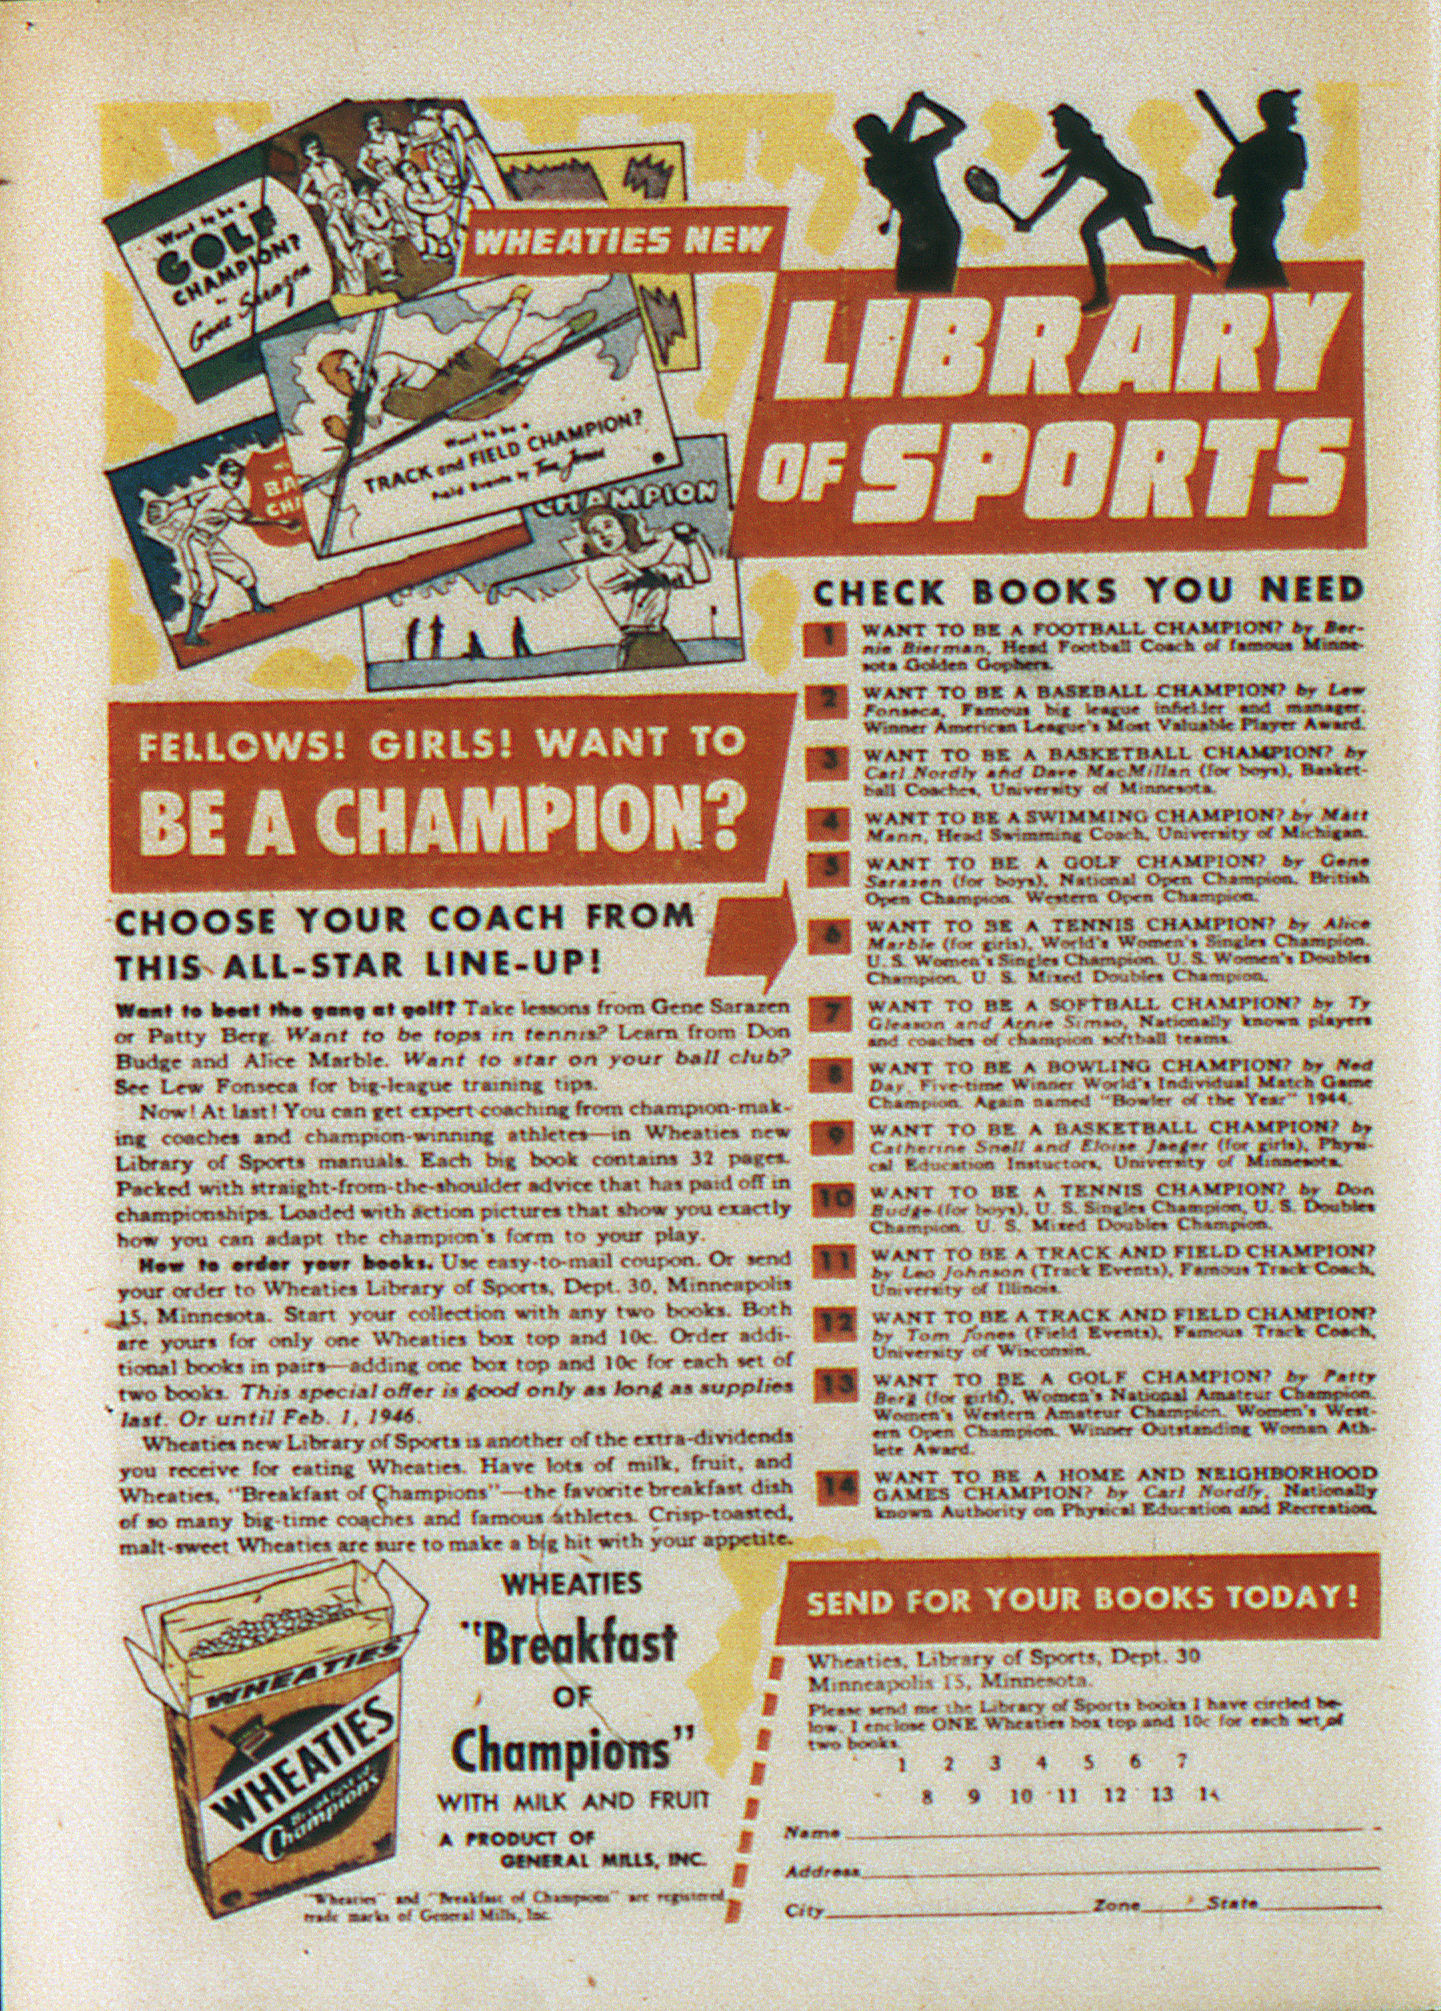 Want to be a
GOLF
CHAMPION?
by
Gene Sarazen
WHEATIES NEW
LIBRARY
OF SPORTS
Want to be a
TRACK and FIELD CHAMPION?
Field Events by Tom Jones
BA
CH
CHAMPION
FELLOWS! GIRLS! WANT TO
BE A CHAMPION?
CHOOSE YOUR COACH FROM
THIS ALL-STAR LINE-UP!
Want to beat the gang at golf? Take lessons from Gene Sarazen
or Patty Berg. Want to be tops in tennis? Learn from Don
Budge and Alice Marble. Want to star on your ball club?
See Lew Fonseca for big-league training tips.
Now! At last! You can get expert coaching from champion-mak-
ing coaches and champion-winning athletes—in Wheaties new
Library of Sports manuals. Each big book contains 32 pages.
Packed with straight-from-the-shoulder advice that has paid off in
championships. Loaded with action pictures that show you exactly
how you can adapt the champion's form to your play.
How to order your books. Use easy-to-mail coupon. Or send
your order to Wheaties Library of Sports, Dept. 30, Minneapolis
15, Minnesota. Start your collection with any two books. Both
are yours for only one Wheaties box top and 10c. Order addi-
tional books in pairs—adding one box top and 10c for each set of
two books. This special offer is good only as long as supplies
last. Or until Feb. 1, 1946.
Wheaties new Library of Sports is another of the extra-dividends
you receive for eating Wheaties. Have lots of milk, fruit, and
Wheaties, "Breakfast of Champions"—the favorite breakfast dish
of so many big-time coaches and famous athletes. Crisp-toasted,
malt-sweet Wheaties are sure to make a big hit with your appetite.
CHECK BOOKS YOU NEED
1 WANT TO BE A FOOTBALL CHAMPION? by Ber-
nie Bierman, Head Football Coach of famous Minne-
sota Golden Gophers.
2 WANT TO BE A BASEBALL CHAMPION? by Lew
Fonseca, Famous big league infielder and manager,
Winner American League's Most Valuable Player Award.
3 WANT TO BE A BASKETBALL CHAMPION? by
Carl Nordly and Dave MacMillan (for boys), Basket-
ball Coaches, University of Minnesota.
4 WANT TO BE A SWIMMING CHAMPION? by Matt
Mann, Head Swimming Coach, University of Michigan.
5 WANT TO BE A GOLF CHAMPION? by Gene
Sarazen (for boys), National Open Champion. British
Open Champion. Western Open Champion.
6 WANT TO BE A TENNIS CHAMPION? by Alice
Marble (for girls), World's Women's Singles Champion.
U. S. Women's Singles Champion. U. S. Women's Doubles
Champion. U. S. Mixed Doubles Champion.
7 WANT TO BE A SOFTBALL CHAMPION? by Ty
Gleason and Arnie Simso, Nationally known players
and coaches of champion softball teams.
8 WANT TO BE A BOWLING CHAMPION? by Ned
Day, Five-time Winner World's Individual Match Game
Champion. Again named "Bowler of the Year" 1944.
9 WANT TO BE A BASKETBALL CHAMPION? by
Catherine Snell and Eloise Jaeger (for girls), Physi-
cal Education Instuctors, University of Minnesota.
10 WANT TO BE A TENNIS CHAMPION? by Don
Budge (for boys), U. S. Singles Champion, U. S. Doubles
Champion. U. S. Mixed Doubles Champion.
11 WANT TO BE A TRACK AND FIELD CHAMPION?
by Leo Johnson (Track Events), Famous Track Coach,
University of Illinois.
12 WANT TO BE A TRACK AND FIELD CHAMPION?
by Tom Jones (Field Events), Famous Track Coach,
University of Wisconsin.
13 WANT TO BE A GOLF CHAMPION? by Patty
Berg (for girls), Women's National Amateur Champion.
Women's Western Amateur Champion. Women's West-
ern Open Champion. Winner Outstanding Woman Ath-
lete Award.
14 WANT TO BE A HOME AND NEIGHBORHOOD
GAMES CHAMPION? by Carl Nordly, Nationally
known Authority on Physical Education and Recreation.
WHEATIES
WHEATIES
Breakfast of
Champions
WHEATIES
"Breakfast
OF
Champions"
WITH MILK AND FRUIT
A PRODUCT OF
GENERAL MILLS, INC.
"Wheaties" and "Breakfast of Champions" are registered
trade marks of General Mills, Inc.
SEND FOR YOUR BOOKS TODAY!
Wheaties, Library of Sports, Dept. 30
Minneapolis 15, Minnesota.
Please send me the Library of Sports books I have circled be-
low. I enclose ONE Wheaties box top and 10c for each set of
two books.
1 2 3 4 5 6 7
8 9 10 11 12 13 14
Name
Address
City Zone State